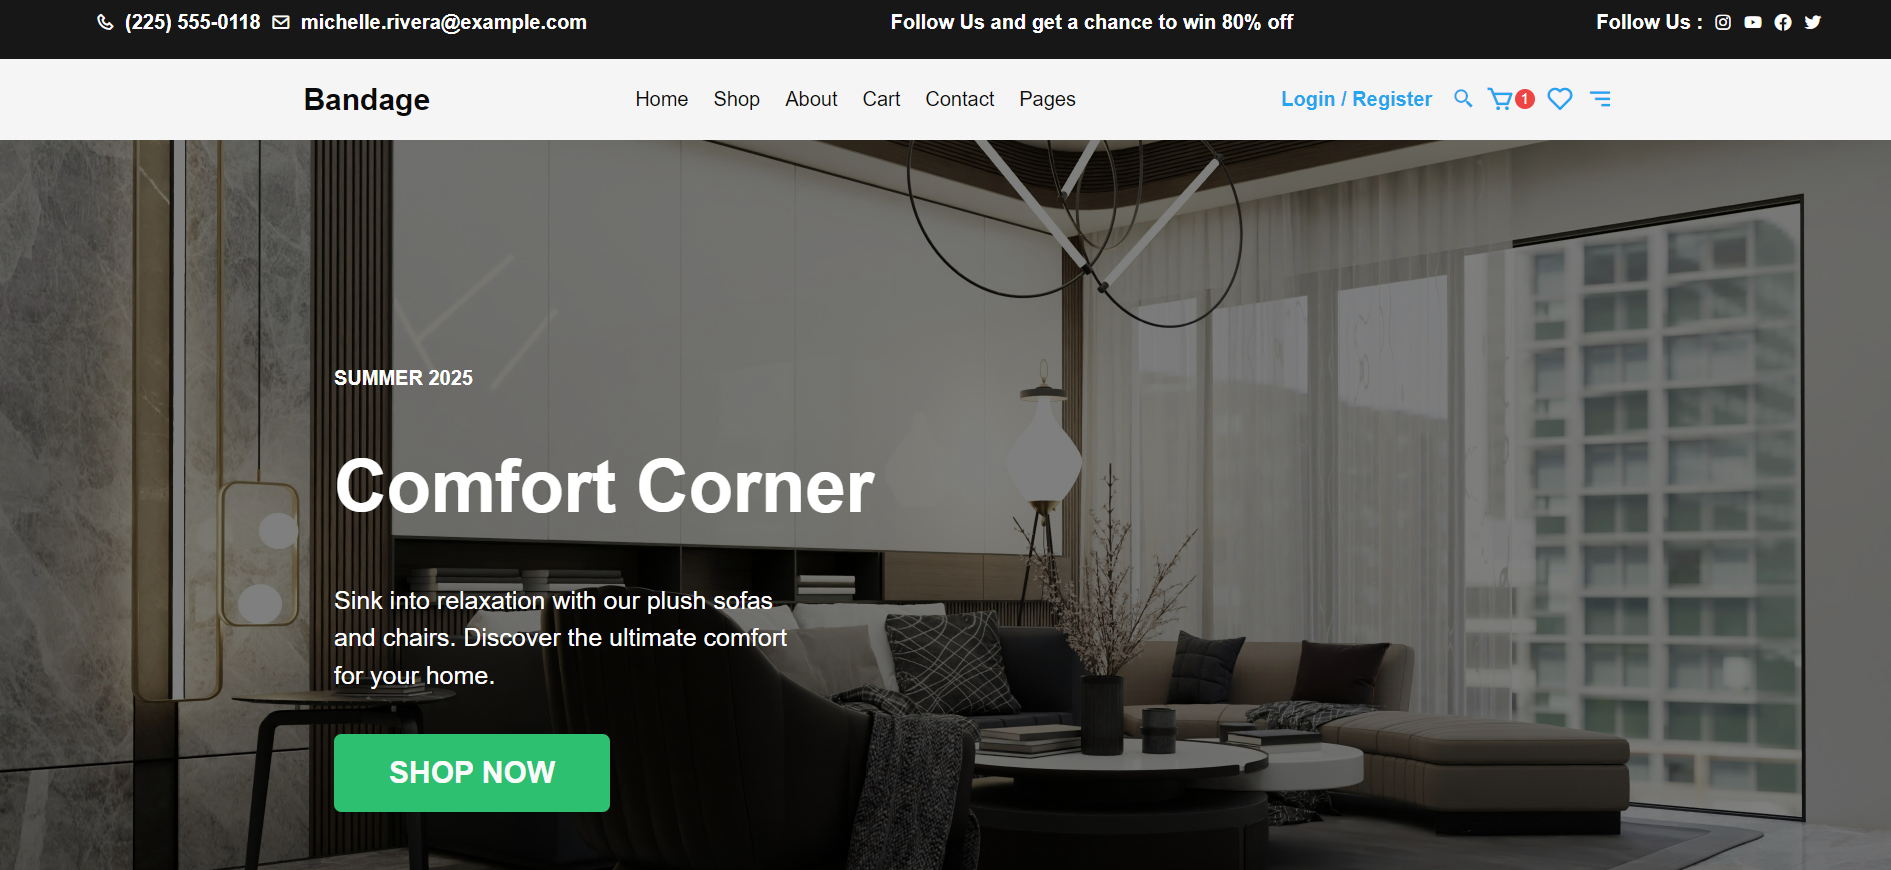 (225) 555-0118 michelle.rivera@example.com Follow Us and get a chance to win 80% off Follow Us :
Bandage Home Shop About Cart Contact Pages Login / Register 1
SUMMER 2025
Comfort Corner
Sink into relaxation with our plush sofas
and chairs. Discover the ultimate comfort
for your home.
SHOP NOW